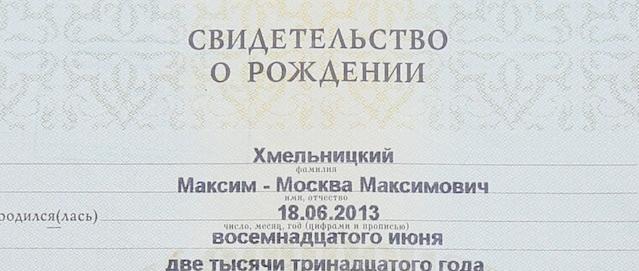 СВИДЕТЕЛЬСТВО
О РОЖДЕНИИ
Хмельницкий
фамилия
Максим - Москва Максимович
имя, отчество
родился(лась) 18.06.2013
число, месяц, год (цифрами и прописью)
восемнадцатого июня
две тысячи тринадцатого года